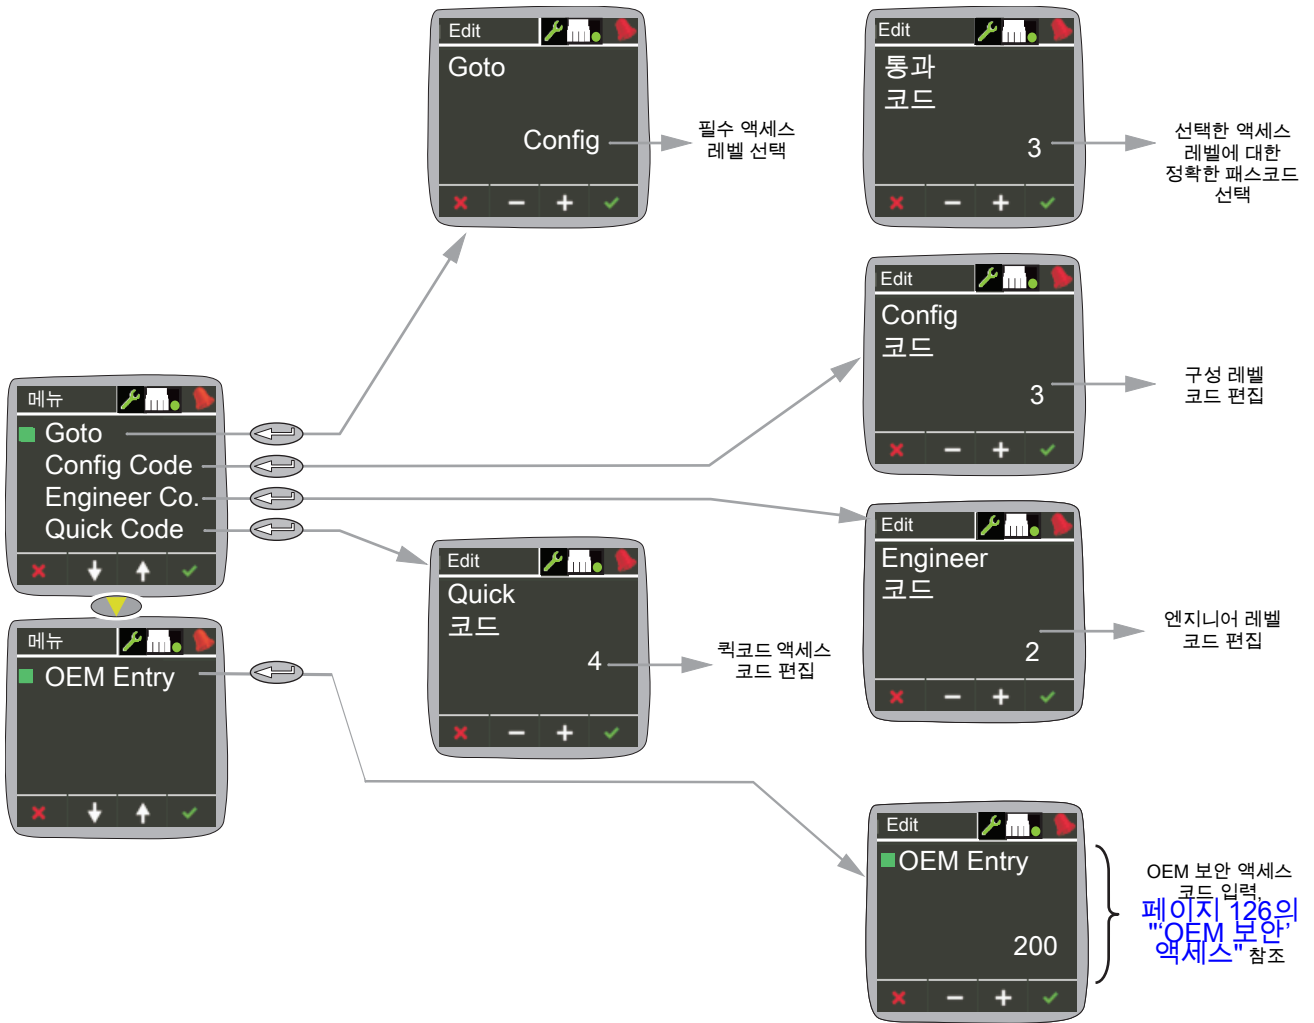 Edit
Goto
Config
필수 액세스
레벨 선택
Edit
통과
코드
3
선택한 액세스
레벨에 대한
정확한 패스코드
선택
Edit
Config
코드
3
구성 레벨
코드 편집
메뉴
Goto
Config Code
Engineer Co.
Quick Code
Edit
Quick
코드
4
퀵코드 액세스
코드 편집
Edit
Engineer
코드
2
엔지니어 레벨
코드 편집
메뉴
OEM Entry
Edit
OEM Entry
200
OEM 보안 액세스
코드 입력,
페이지 126의
"‘OEM 보안’
액세스" 참조